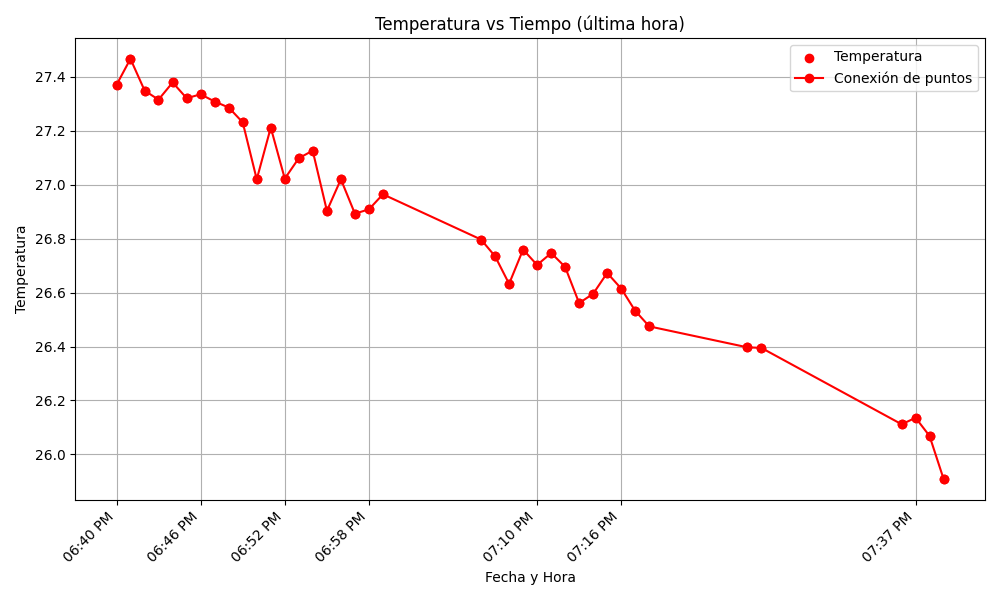 Temperatura vs Tiempo (última hora)
Temperatura
Conexión de puntos
Temperatura
27.4
27.2
27.0
26.8
26.6
26.4
26.2
26.0
06:40 PM
06:46 PM
06:52 PM
06:58 PM
07:10 PM
07:16 PM
07:37 PM
Fecha y Hora